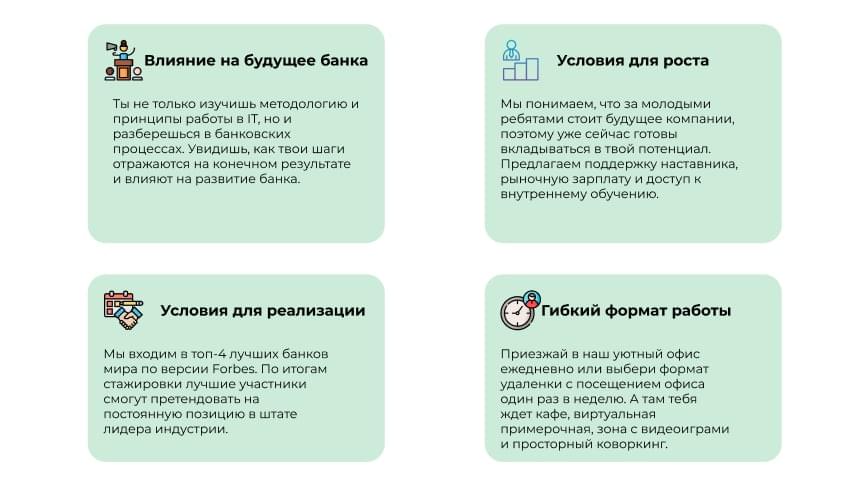 Влияние на будущее банка
Ты не только изучишь методологию и
принципы работы в IT, но и
разберешься в банковских
процессах. Увидишь, как твои шаги
отражаются на конечном результате
и влияют на развитие банка.
Условия для роста
Мы понимаем, что за молодыми
ребятами стоит будущее компании,
поэтому уже сейчас готовы
вкладываться в твой потенциал.
Предлагаем поддержку наставника,
рыночную зарплату и доступ к
внутреннему обучению.
Условия для реализации
Мы входим в топ-4 лучших банков
мира по версии Forbes. По итогам
стажировки лучшие участники
смогут претендовать на
постоянную позицию в штате
лидера индустрии.
Гибкий формат работы
Приезжай в наш уютный офис
ежедневно или выбери формат
удаленки с посещением офиса
один раз в неделю. А там тебя
ждет кафе, виртуальная
примерочная, зона с видеоиграми
и просторный коворкинг.